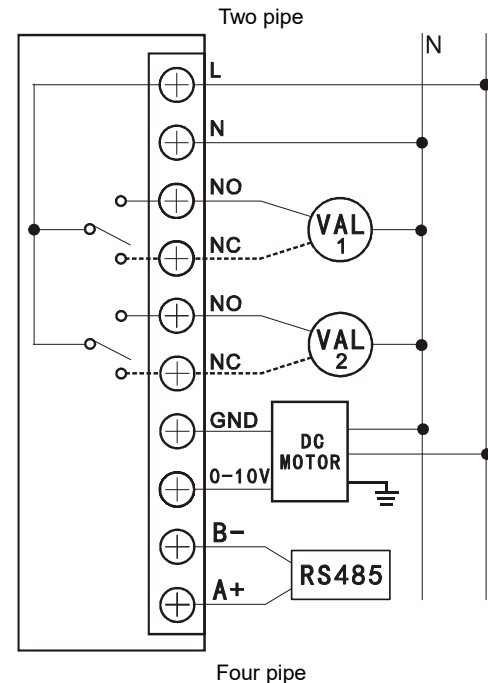 Two pipe
N
L
N
NO
VAL
1
NC
NO
VAL
2
NC
GND
DC
MOTOR
0-10V
B-
RS485
A+
Four pipe